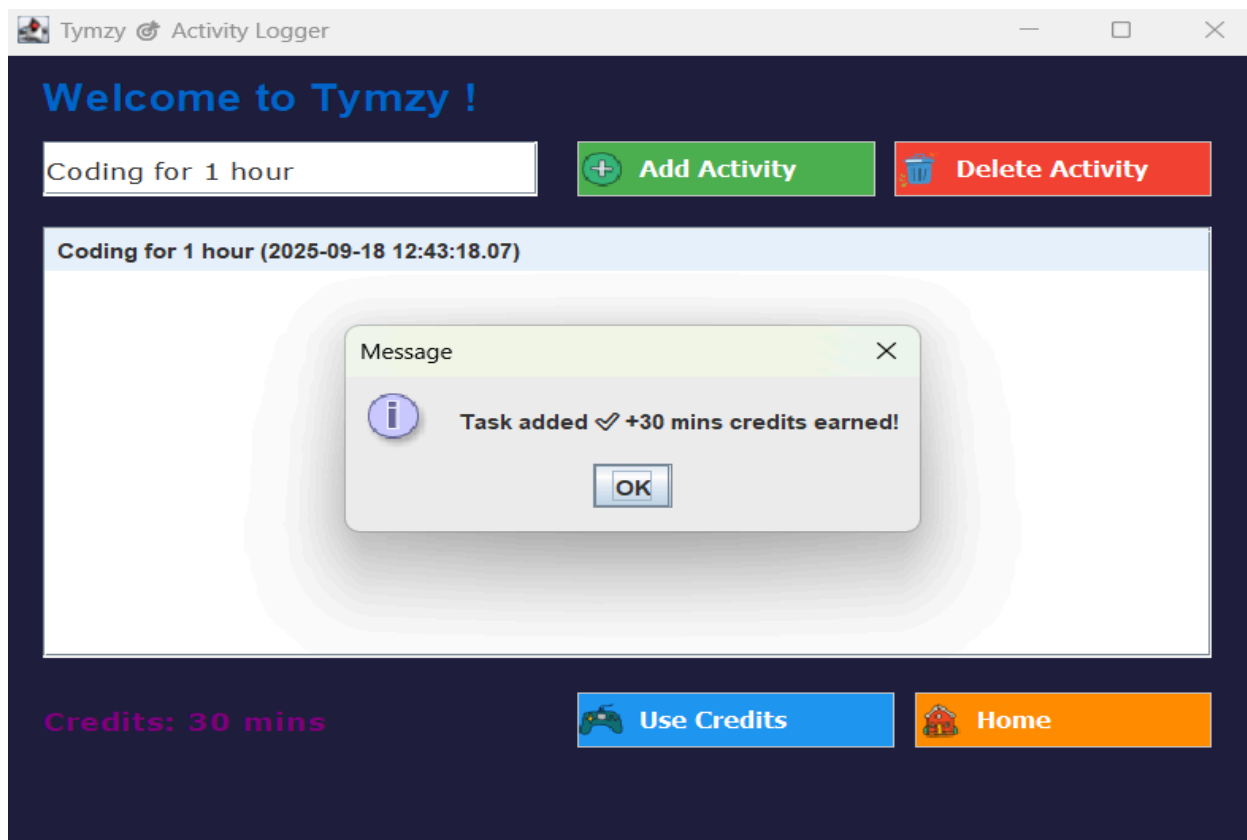 Tymzy 🎯 Activity Logger
Welcome to Tymzy !
Coding for 1 hour
Add Activity
Delete Activity
Coding for 1 hour (2025-09-18 12:43:18.07)
Message
Task added ✅ +30 mins credits earned!
OK
Credits: 30 mins
Use Credits
Home